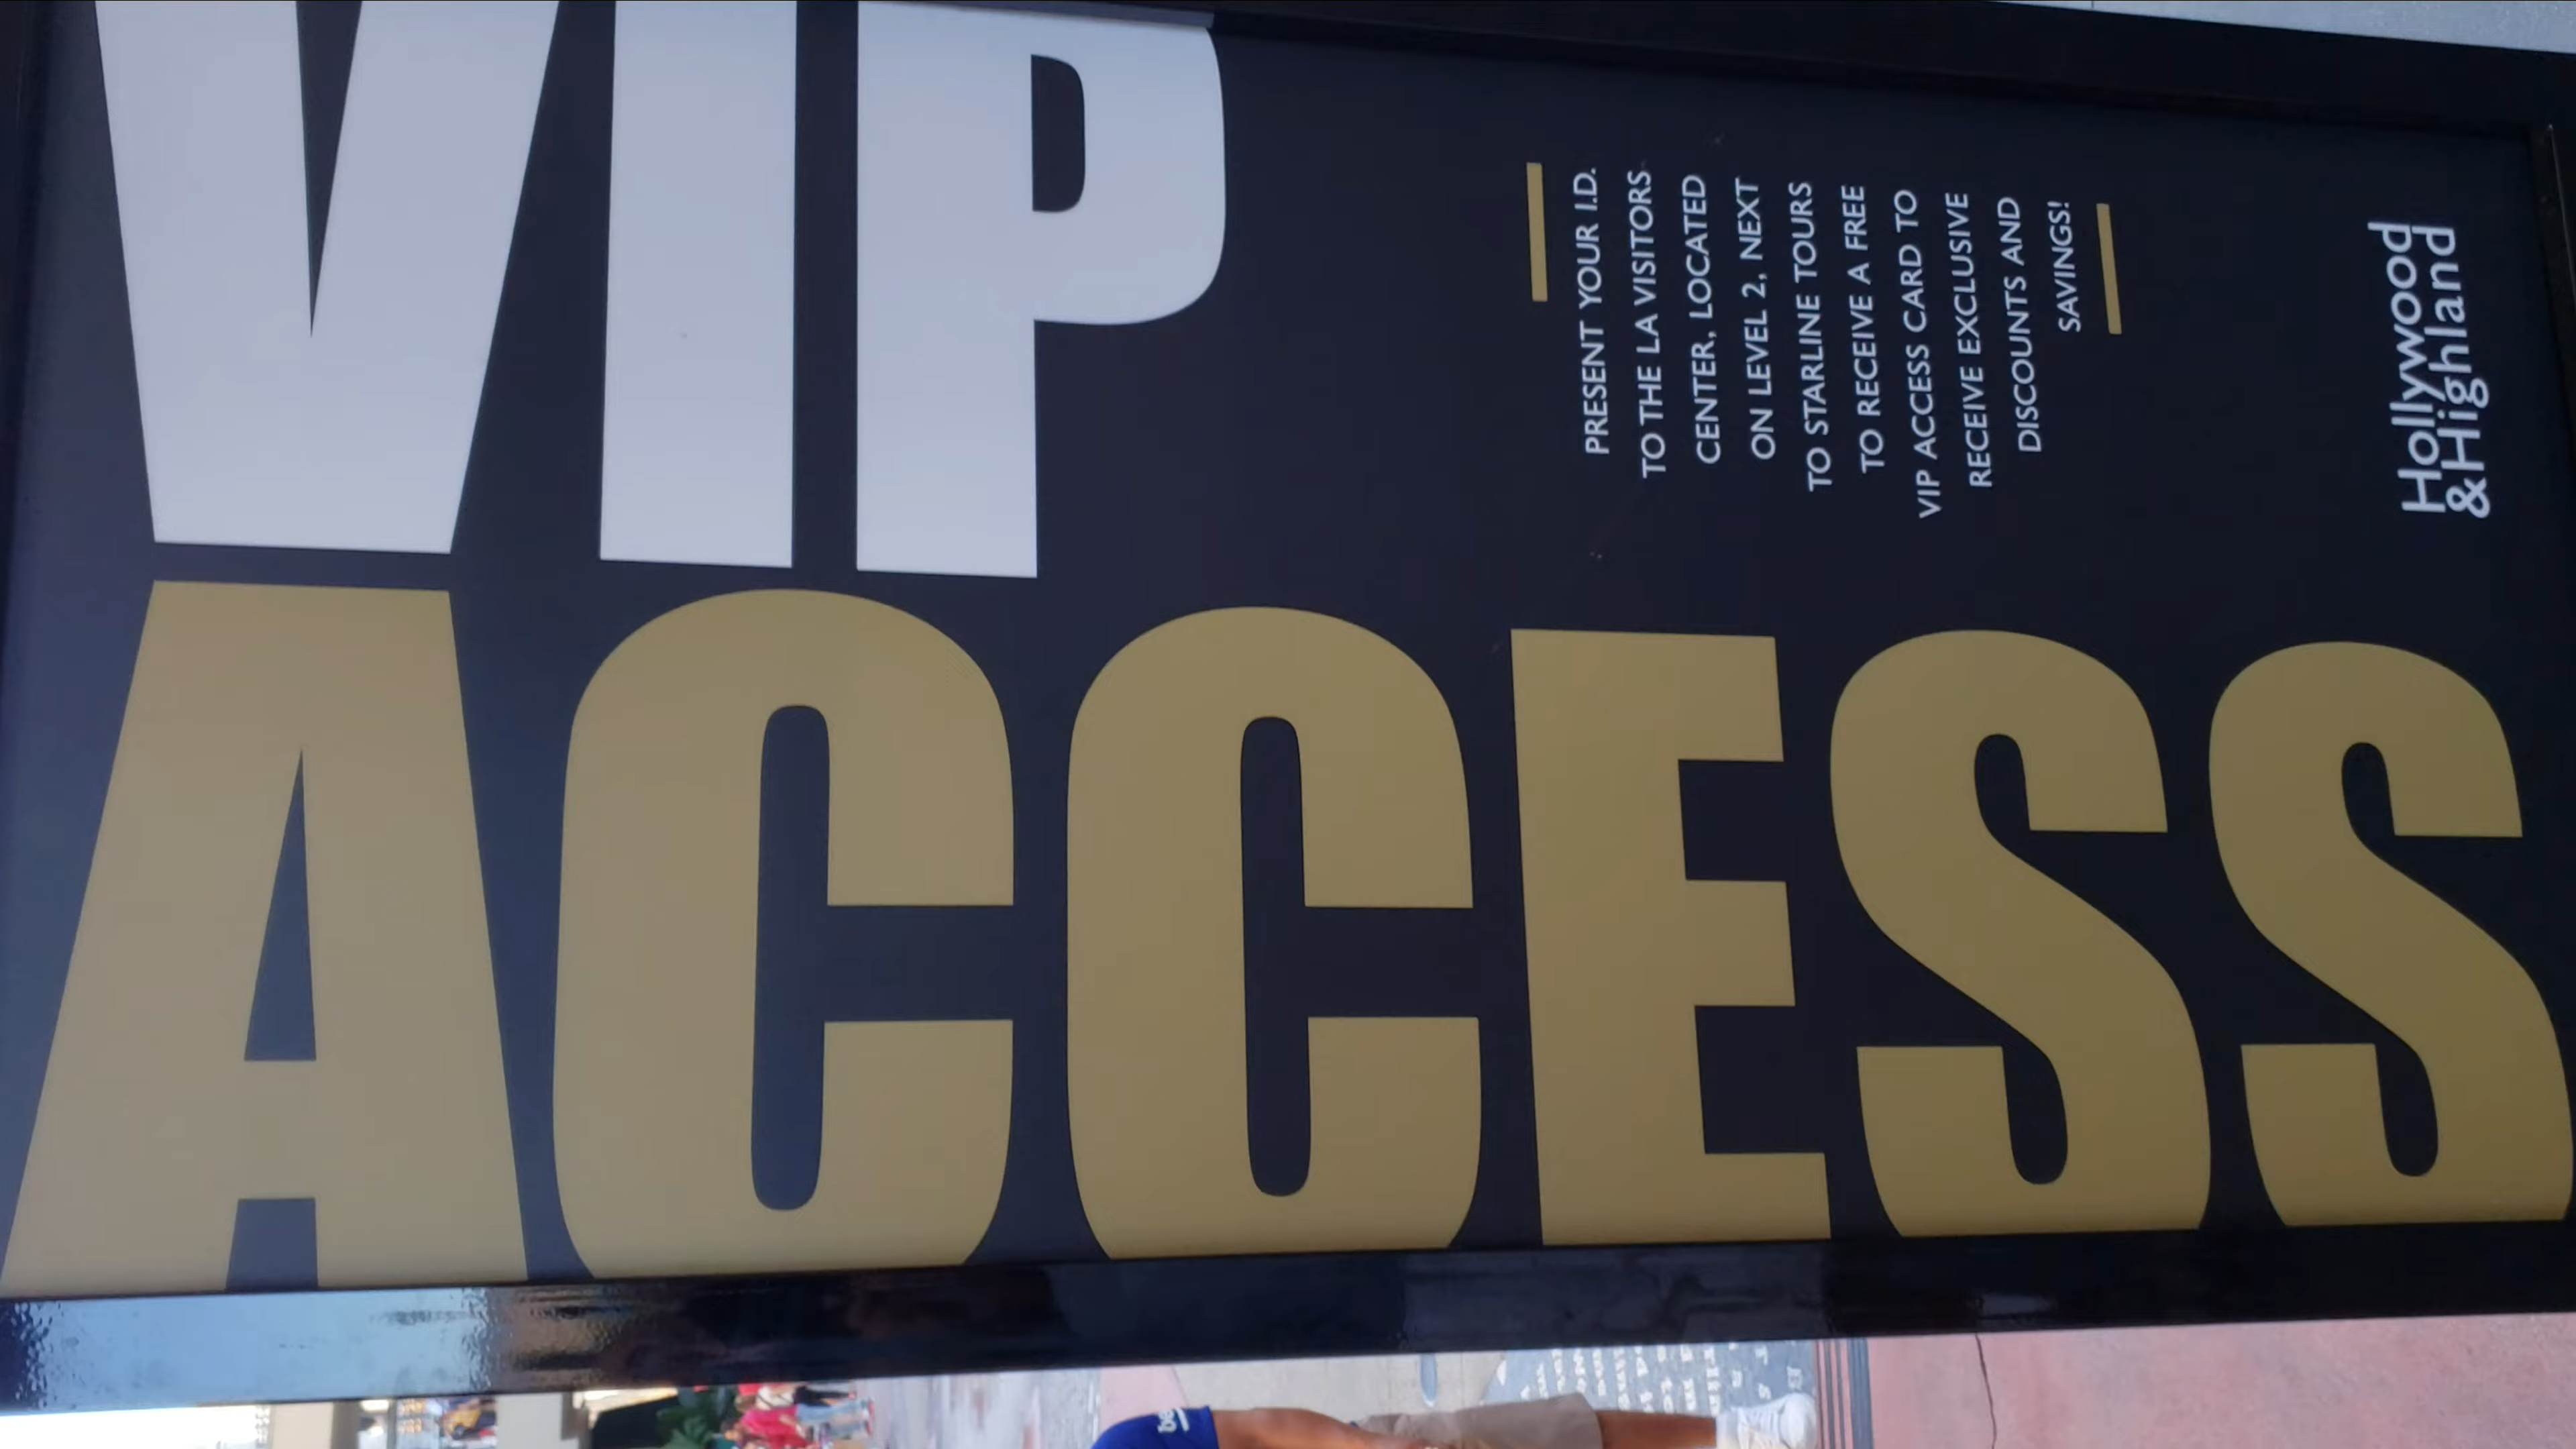 VIP
ACCESS
PRESENT YOUR I.D.
TO THE LA VISITORS
CENTER, LOCATED
ON LEVEL 2, NEXT
TO STARLINE TOURS
TO RECEIVE A FREE
VIP ACCESS CARD TO
RECEIVE EXCLUSIVE
DISCOUNTS AND
SAVINGS!
Hollywood
& Highland